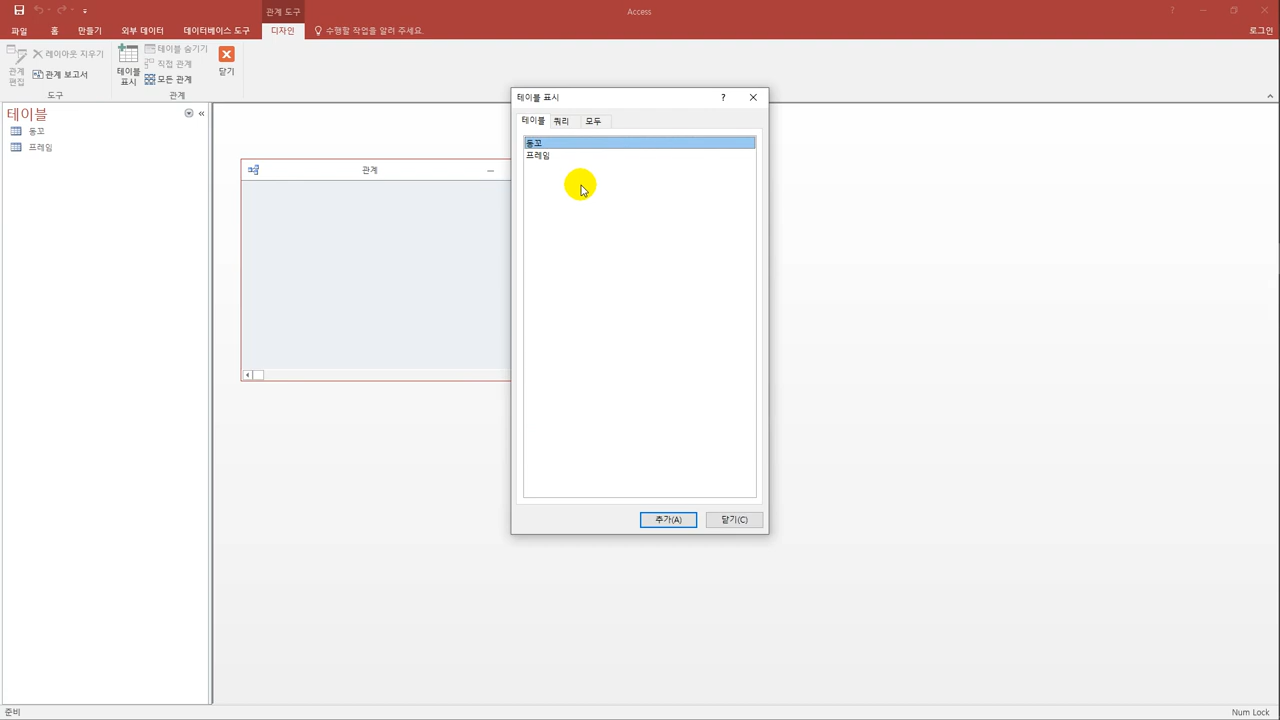 관계 도구
Access
파일
홈
만들기
외부 데이터
데이터베이스 도구
디자인
수행할 작업을 알려 주세요.
로그인
관계
편집
레이아웃 지우기
관계 보고서
도구
테이블
표시
테이블 숨기기
직접 관계
모든 관계
관계
닫기
테이블
동꼬
프레임
관계
테이블 표시
테이블
쿼리
모두
동꼬
프레임
추가(A)
닫기(C)
준비
Num Lock